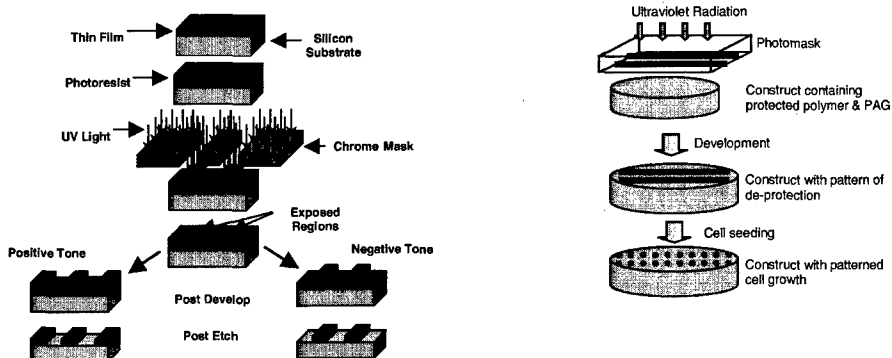 Thin Film
Silicon
Substrate
Photoresist
UV Light
Chrome Mask
Exposed
Regions
Positive Tone
Negative Tone
Post Develop
Post Etch
Ultraviolet Radiation
Photomask
Construct containing
protected polymer & PAG
Development
Construct with pattern of
de-protection
Cell seeding
Construct with patterned
cell growth